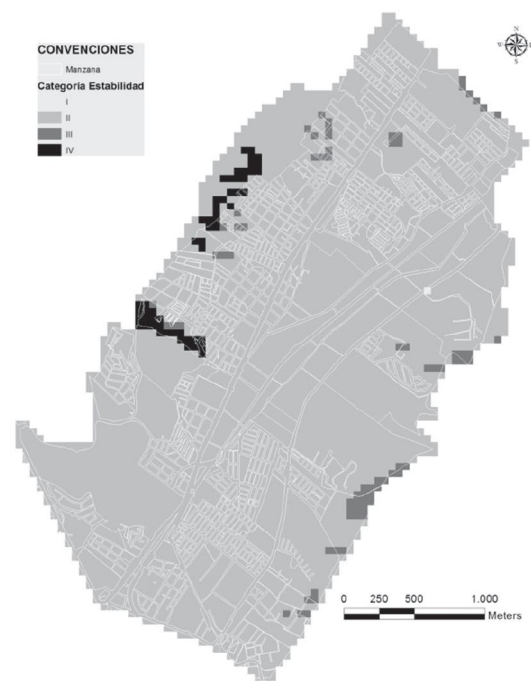 CONVENCIONES
Manzana
Categoría Estabilidad
I
II
III
IV
N
W
S
0 250 500 1.000
Meters